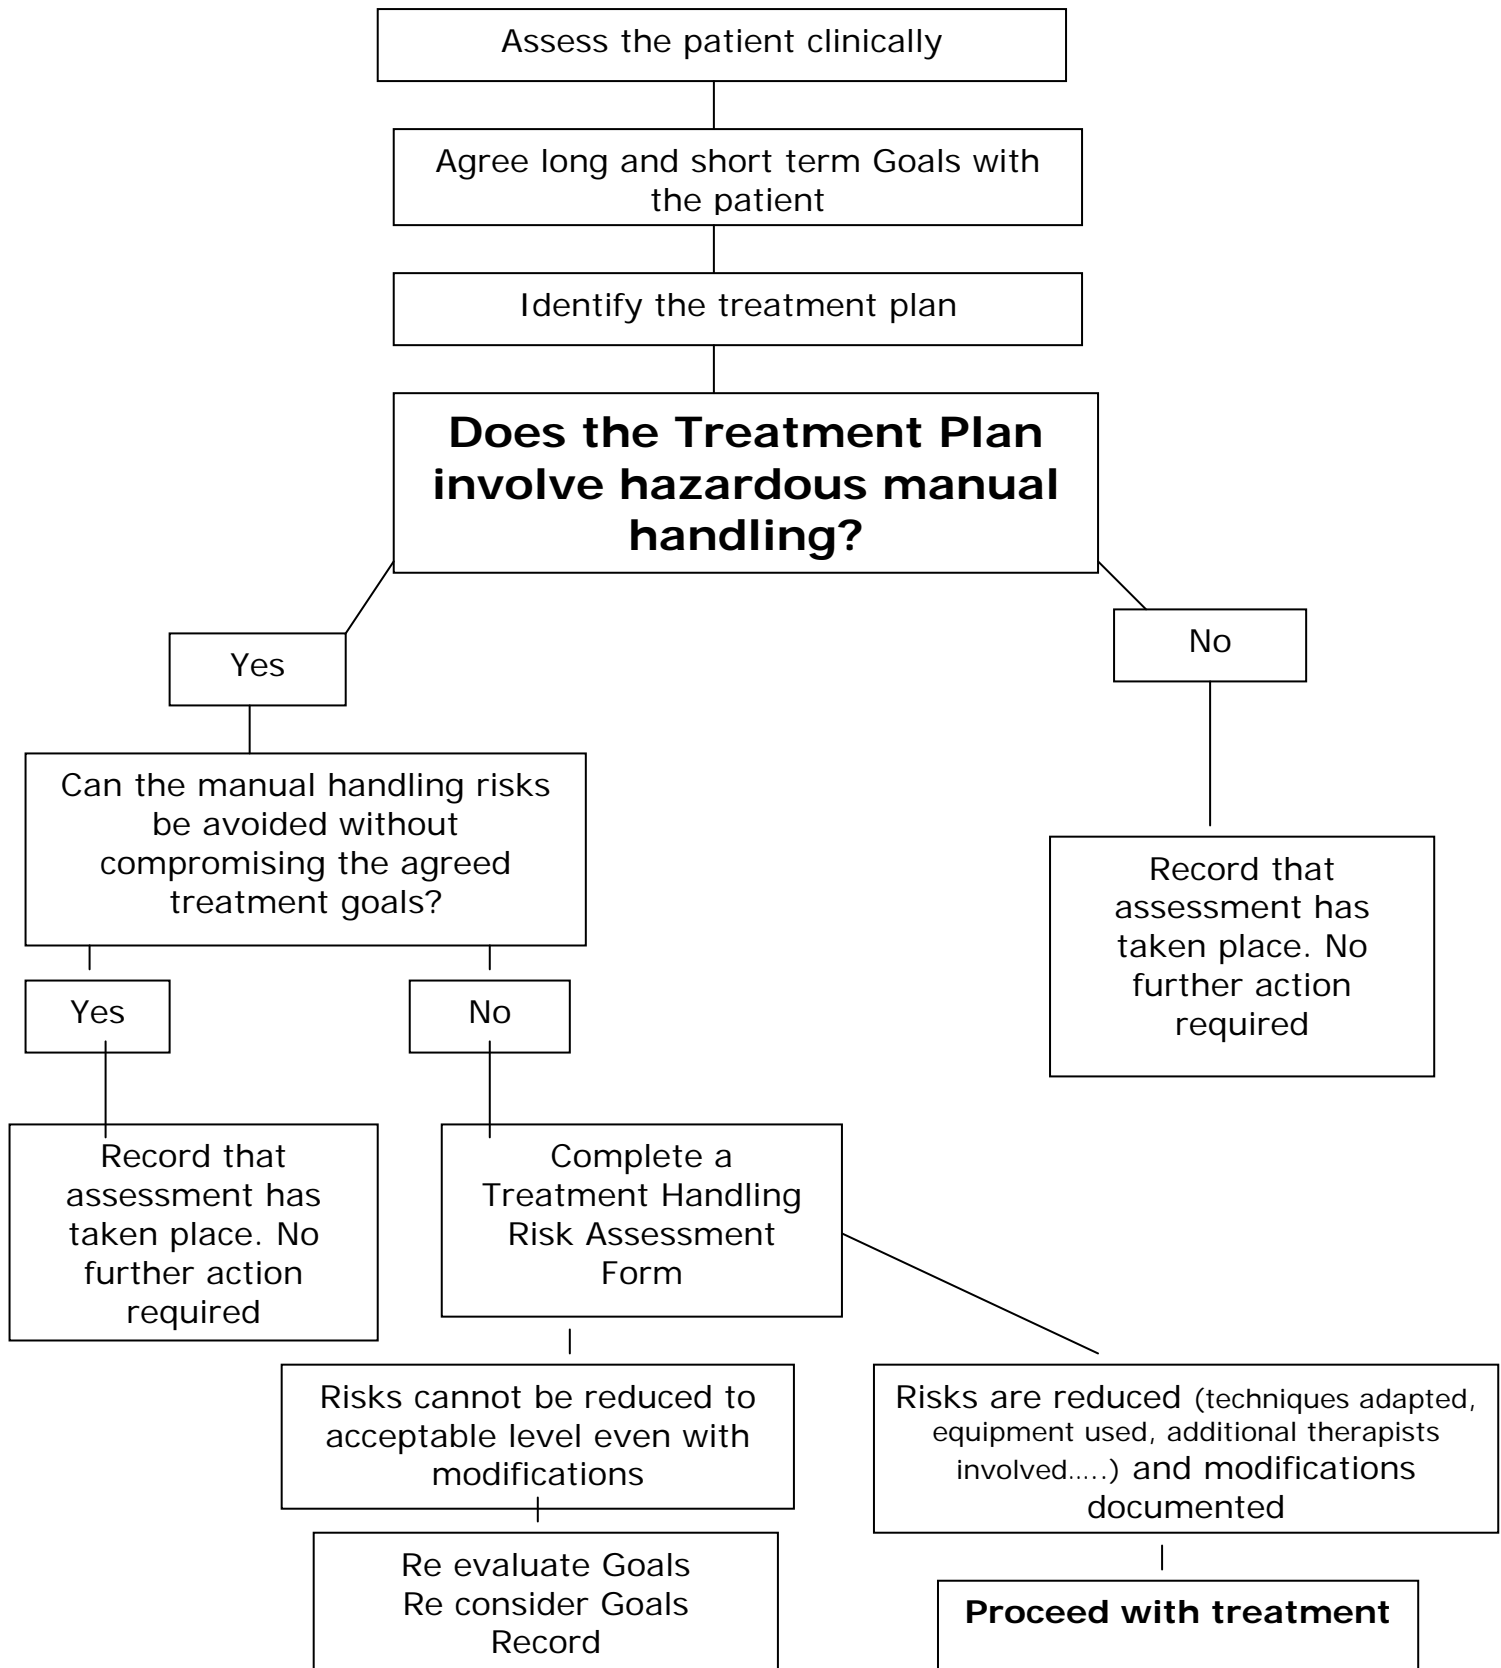 Assess the patient clinically
Agree long and short term Goals with
the patient
Identify the treatment plan
Does the Treatment Plan
involve hazardous manual
handling?
Yes
No
Can the manual handling risks
be avoided without
compromising the agreed
treatment goals?
Record that
assessment has
taken place. No
further action
required
Yes
No
Record that
assessment has
taken place. No
further action
required
Complete a
Treatment Handling
Risk Assessment
Form
Risks cannot be reduced to
acceptable level even with
modifications
Risks are reduced (techniques adapted,
equipment used, additional therapists
involved.....) and modifications
documented
Re evaluate Goals
Re consider Goals
Record
Proceed with treatment